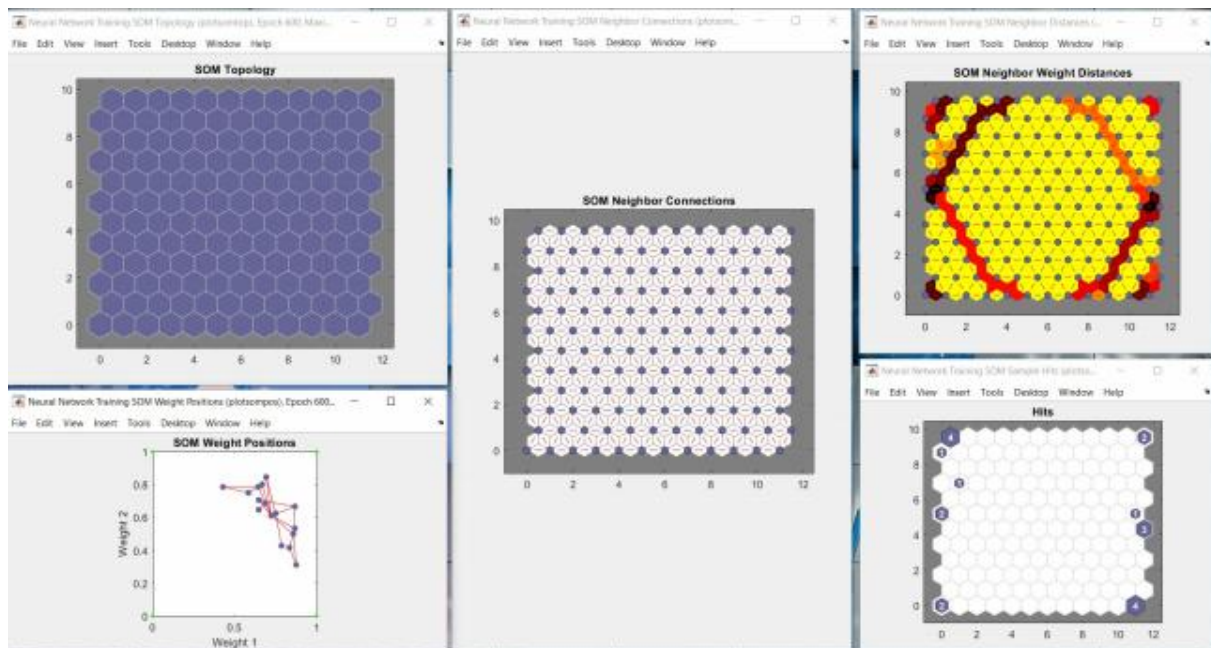 Neural Network Training SOM Topology (plotsomtop), Epoch 600, Maxi...
File Edit View Insert Tools Desktop Window Help
SOM Topology
10
8
6
4
2
0
0 2 4 6 8 10 12
Neural Network Training SOM Weight Positions (plotsompos), Epoch 600...
File Edit View Insert Tools Desktop Window Help
SOM Weight Positions
1
0.8
0.6
0.4
0.2
0
Weight 2
0 0.5 1
Weight 1
Neural Network Training SOM Neighbor Connections (plotsom...
File Edit View Insert Tools Desktop Window Help
SOM Neighbor Connections
10
8
6
4
2
0
0 2 4 6 8 10 12
Neural Network Training SOM Neighbor Distances (...
File Edit View Insert Tools Desktop Window Help
SOM Neighbor Weight Distances
10
8
6
4
2
0
0 2 4 6 8 10 12
Neural Network Training SOM Sample Hits (plotso...
File Edit View Insert Tools Desktop Window Help
Hits
10
8
6
4
2
0
4 2
1
2 1
4
0 2 4 6 8 10 12